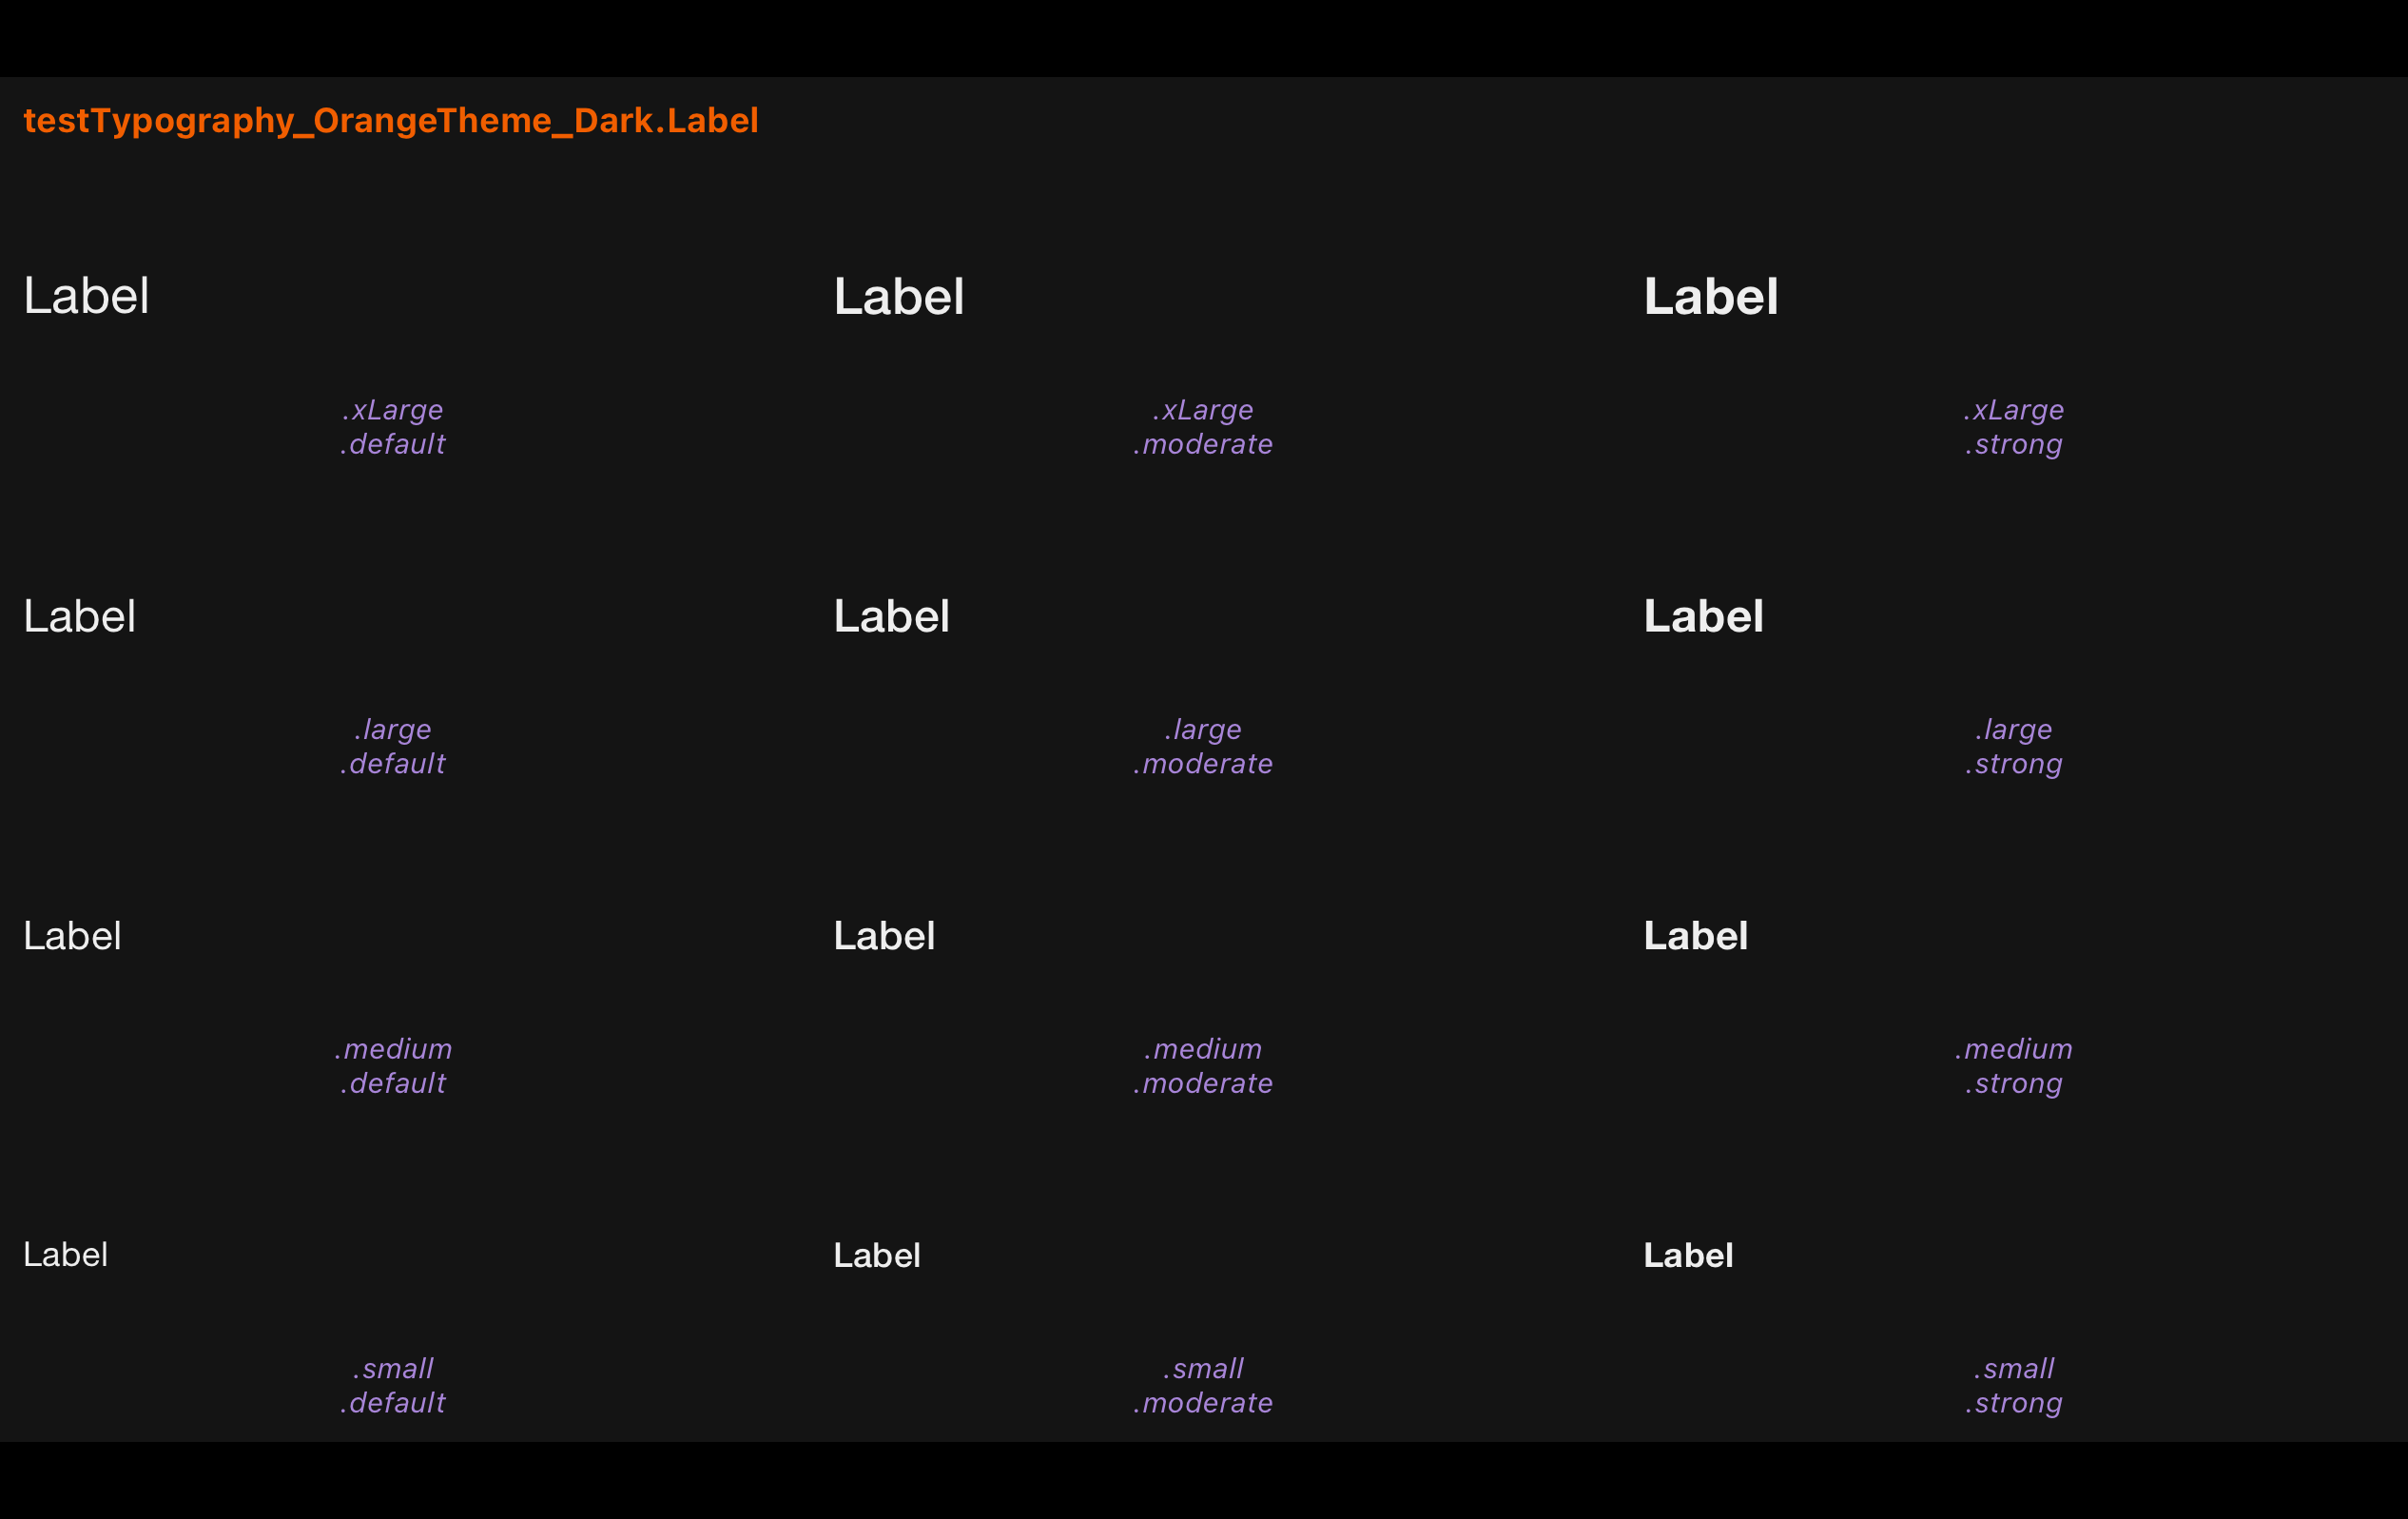 testTypography_OrangeTheme_Dark.Label
Label Label Label
.xLarge .xLarge .xLarge
.default .moderate .strong
Label Label Label
.large .large .large
.default .moderate .strong
Label Label Label
.medium .medium .medium
.default .moderate .strong
Label Label Label
.small .small .small
.default .moderate .strong